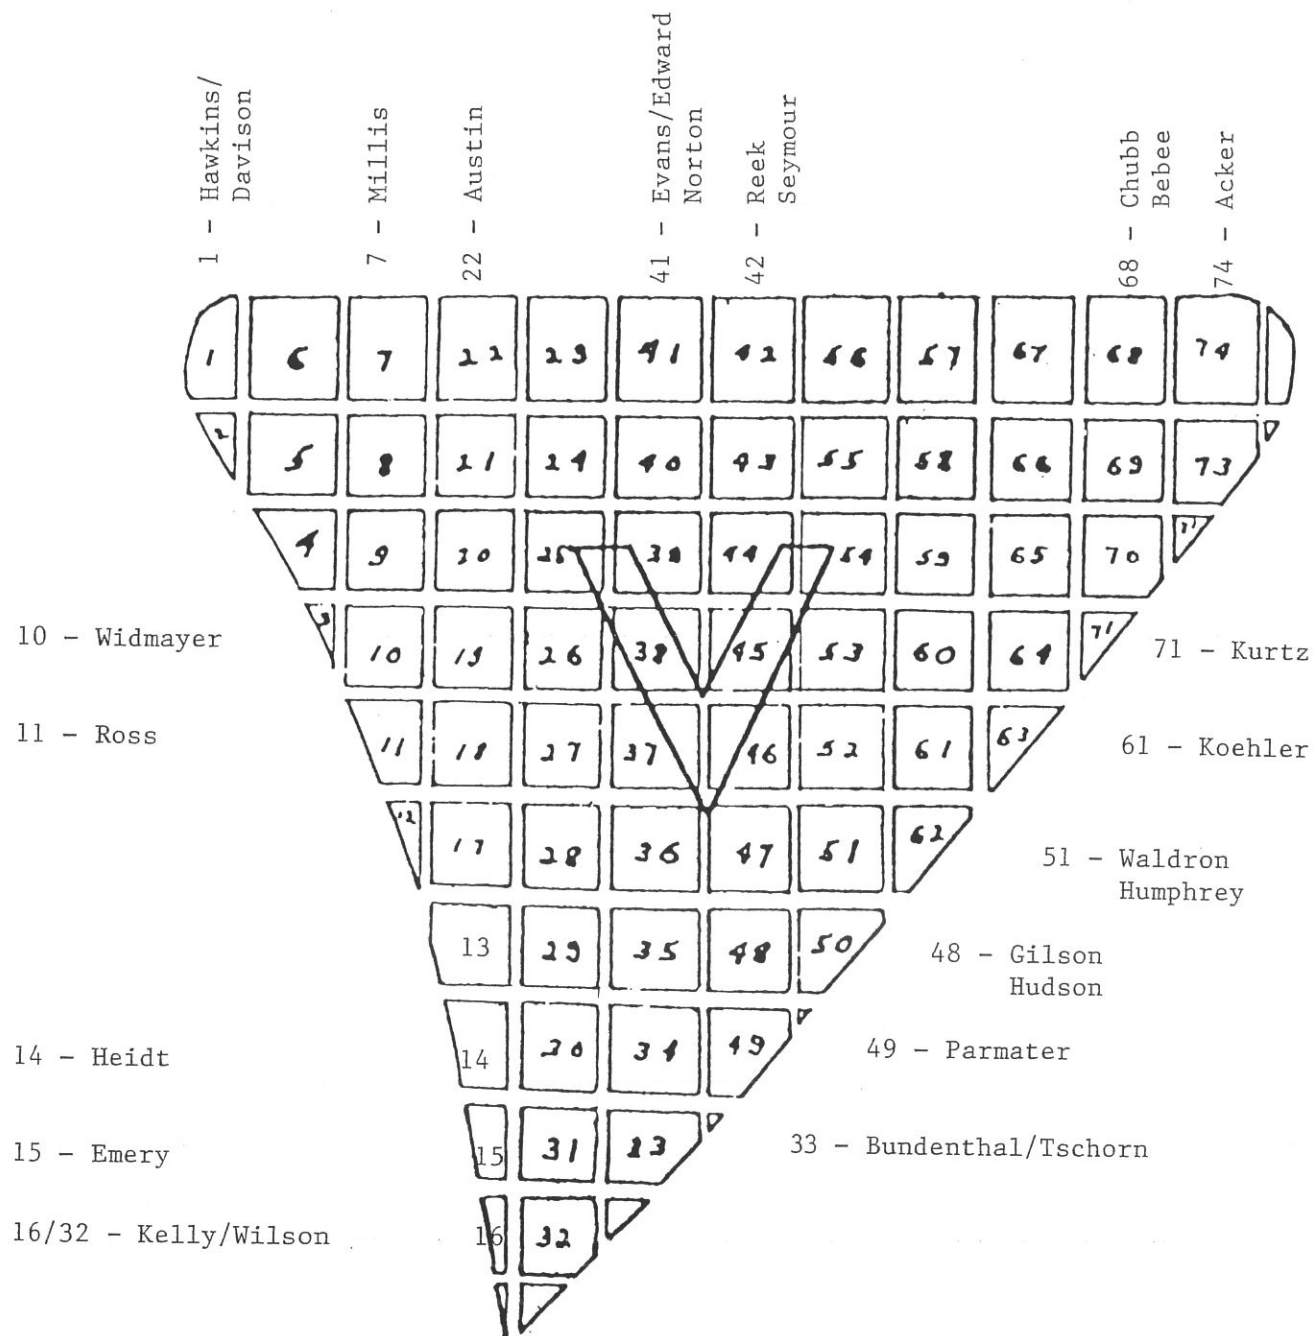 1 - Hawkins/
Davison
7 - Millis
22 - Austin
41 - Evans/Edward
Norton
42 - Reek
Seymour
68 - Chubb
Bebee
74 - Acker
1 6 7 22 23 41 42 56 57 67 68 74
2 5 8 21 24 40 43 55 58 66 69 73
4 9 20 25 44 54 59 65 70
10 - Widmayer 3 10 19 26 38 45 53 60 64 71 71 - Kurtz
11 - Ross 11 18 27 37 46 52 61 63 61 - Koehler
12 17 28 36 47 51 62 51 - Waldron
Humphrey
13 29 35 48 50 48 - Gilson
Hudson
14 - Heidt 14 30 34 49 49 - Parmater
15 - Emery 15 31 33 - Bundenthal/Tschorn
16/32 - Kelly/Wilson 16 32